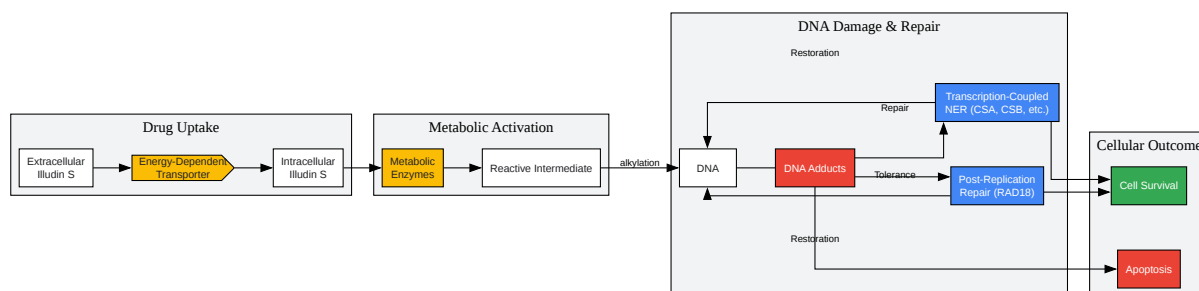 DNA Damage & Repair
Restoration
Transcription-Coupled
NER (CSA, CSB, etc.)
Repair
Drug Uptake
Metabolic Activation
Cellular Outcome
Extracellular
Illudin S
Energy-Dependent
Transporter
Intracellular
Illudin S
Metabolic
Enzymes
Reactive Intermediate
alkylation
DNA
DNA Adducts
Tolerance
Post-Replication
Repair (RAD18)
Cell Survival
Restoration
Apoptosis